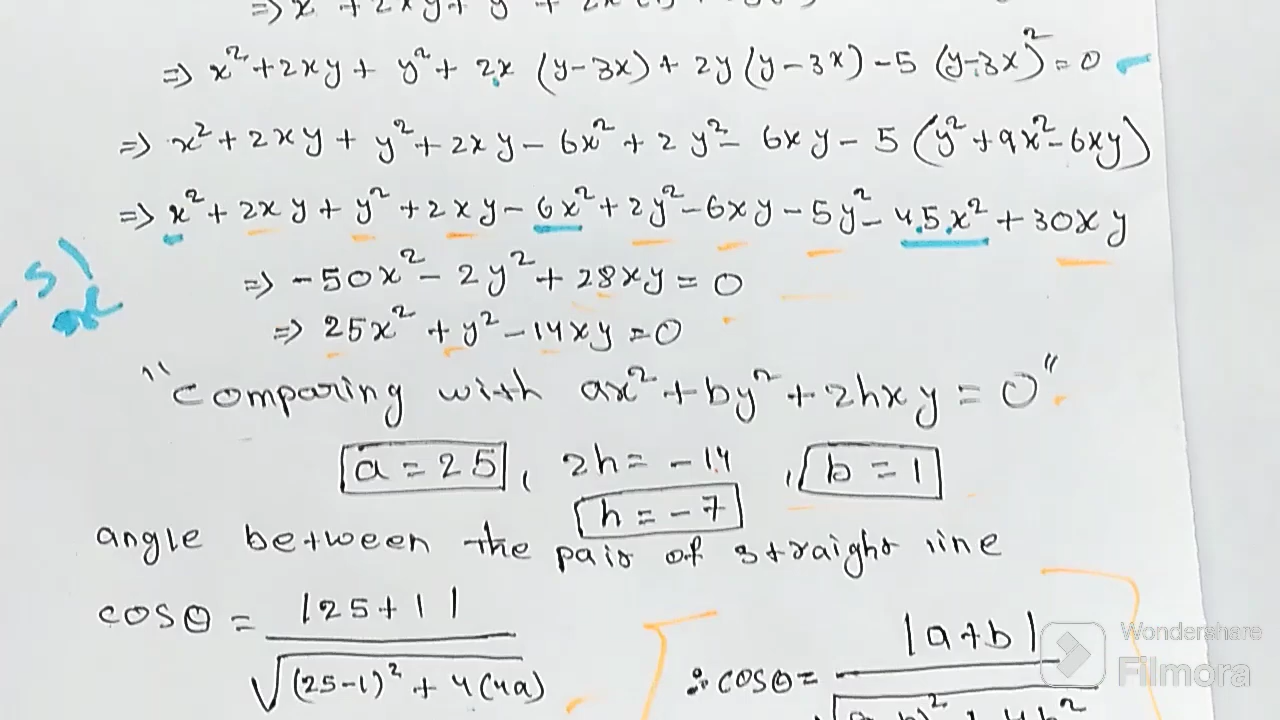 ⇒ x² + 2xy + y² + 2x (y-3x) + 2y (y-3x) - 5 (y-3x)² = 0
⇒ x² + 2xy + y² + 2xy - 6x² + 2y² - 6xy - 5 (y² + 9x² - 6xy)
⇒ x² + 2xy + y² + 2xy - 6x² + 2y² - 6xy - 5y² - 45x² + 30xy
⇒ -50x² - 2y² + 28xy = 0
⇒ 25x² + y² - 14xy = 0
"comparing with ax² + by² + 2hxy = 0"
a = 25, 2h = -14, b = 1
h = -7
angle between the pair of straight line
cosθ = |25+1| / √(25-1)² + 4(49)
∴ cosθ = |a+b|
Wondershare
Filmora